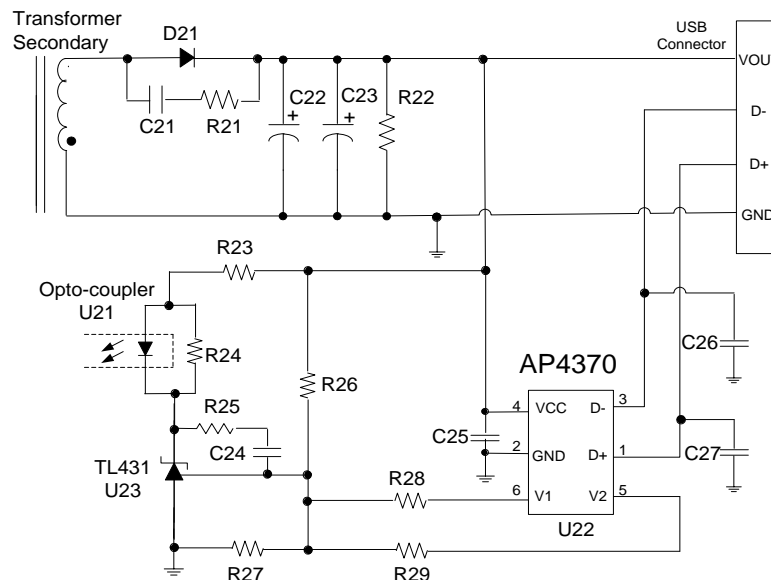 Transformer
Secondary
D21
USB
Connector
VOU
C21
R21
C22
+
C23
+
R22
D-
D+
GND
R23
Opto-coupler
U21
R24
R26
C26
AP4370
R25
C24
C25
4
VCC
D-
3
2
GND
D+
1
C27
TL431
U23
R28
6
V1
V2
5
U22
R27
R29